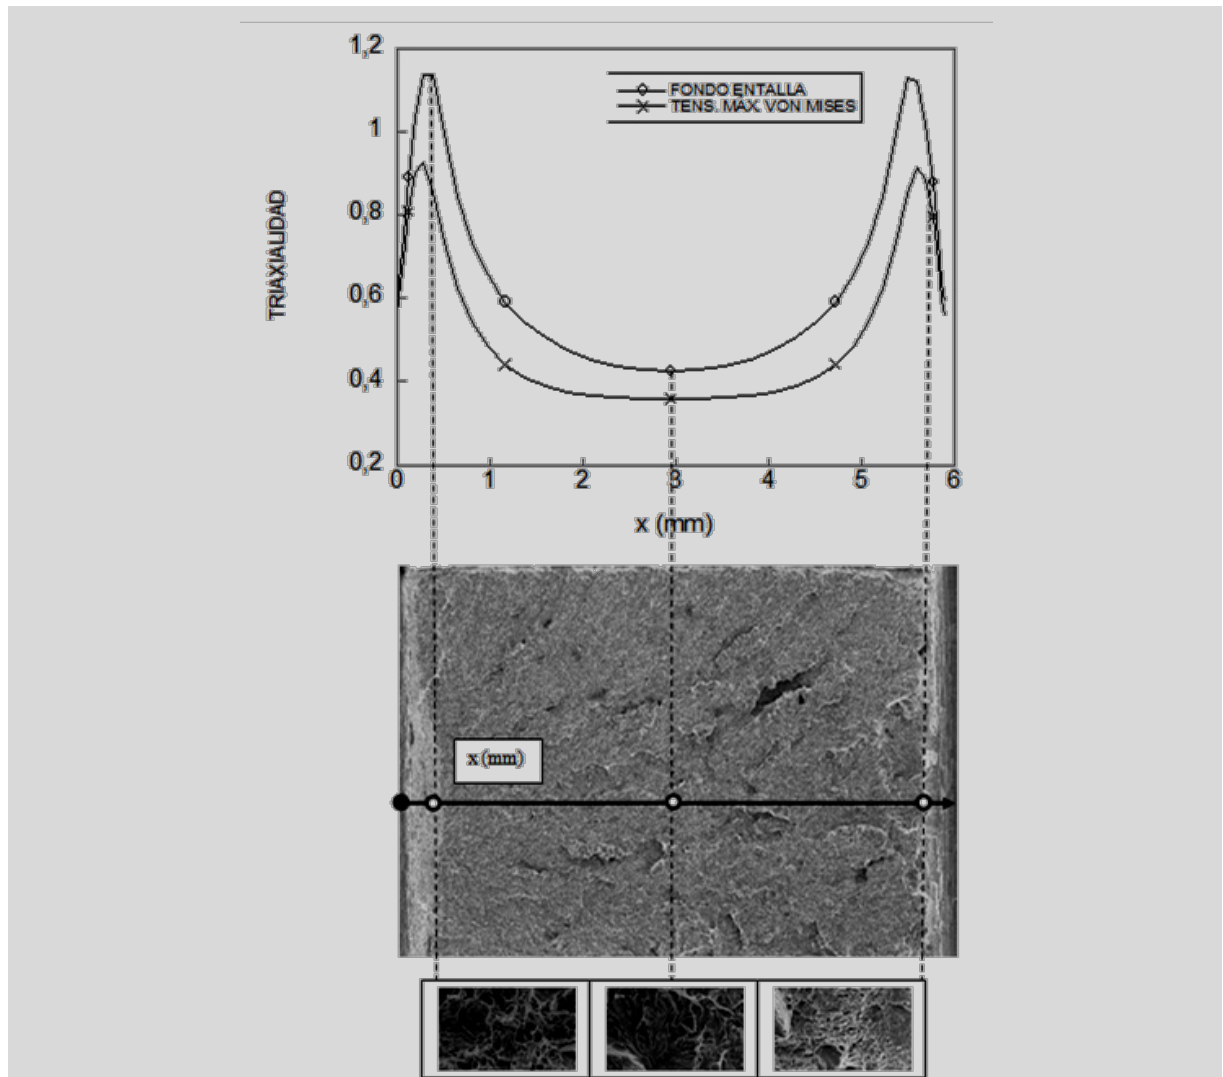 1,2
FONDO ENTALLA
TENS. MÁX. VON MISES
1
TRIAXIALIDAD
0,8
0,6
0,4
0,2
0 1 2 3 4 5 6
x (mm)
x (mm)